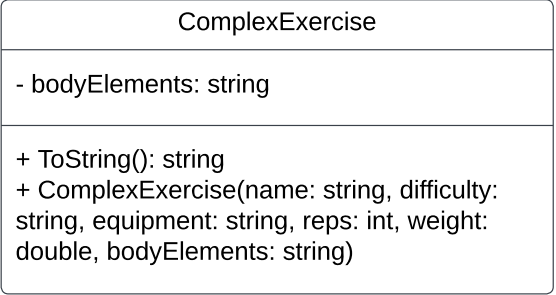 ComplexExercise
- bodyElements: string
+ ToString(): string
+ ComplexExercise(name: string, difficulty:
string, equipment: string, reps: int, weight:
double, bodyElements: string)